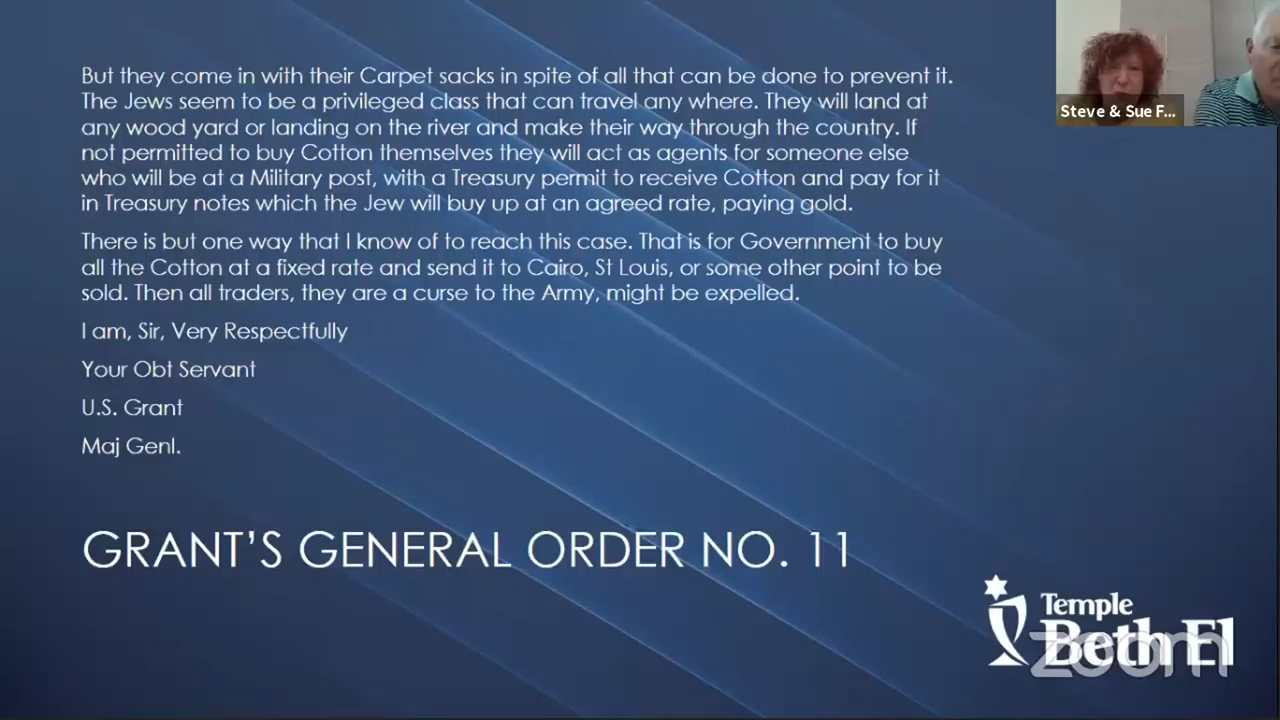 But they come in with their Carpet sacks in spite of all that can be done to prevent it.
The Jews seem to be a privileged class that can travel any where. They will land at
any wood yard or landing on the river and make their way through the country. If
not permitted to buy Cotton themselves they will act as agents for someone else
who will be at a Military post, with a Treasury permit to receive Cotton and pay for it
in Treasury notes which the Jew will buy up at an agreed rate, paying gold.
There is but one way that I know of to reach this case. That is for Government to buy
all the Cotton at a fixed rate and send it to Cairo, St Louis, or some other point to be
sold. Then all traders, they are a curse to the Army, might be expelled.
I am, Sir, Very Respectfully
Your Obt Servant
U.S. Grant
Maj Genl.
GRANT'S GENERAL ORDER NO. 11
Steve & Sue F...
Temple
Beth El
zoom